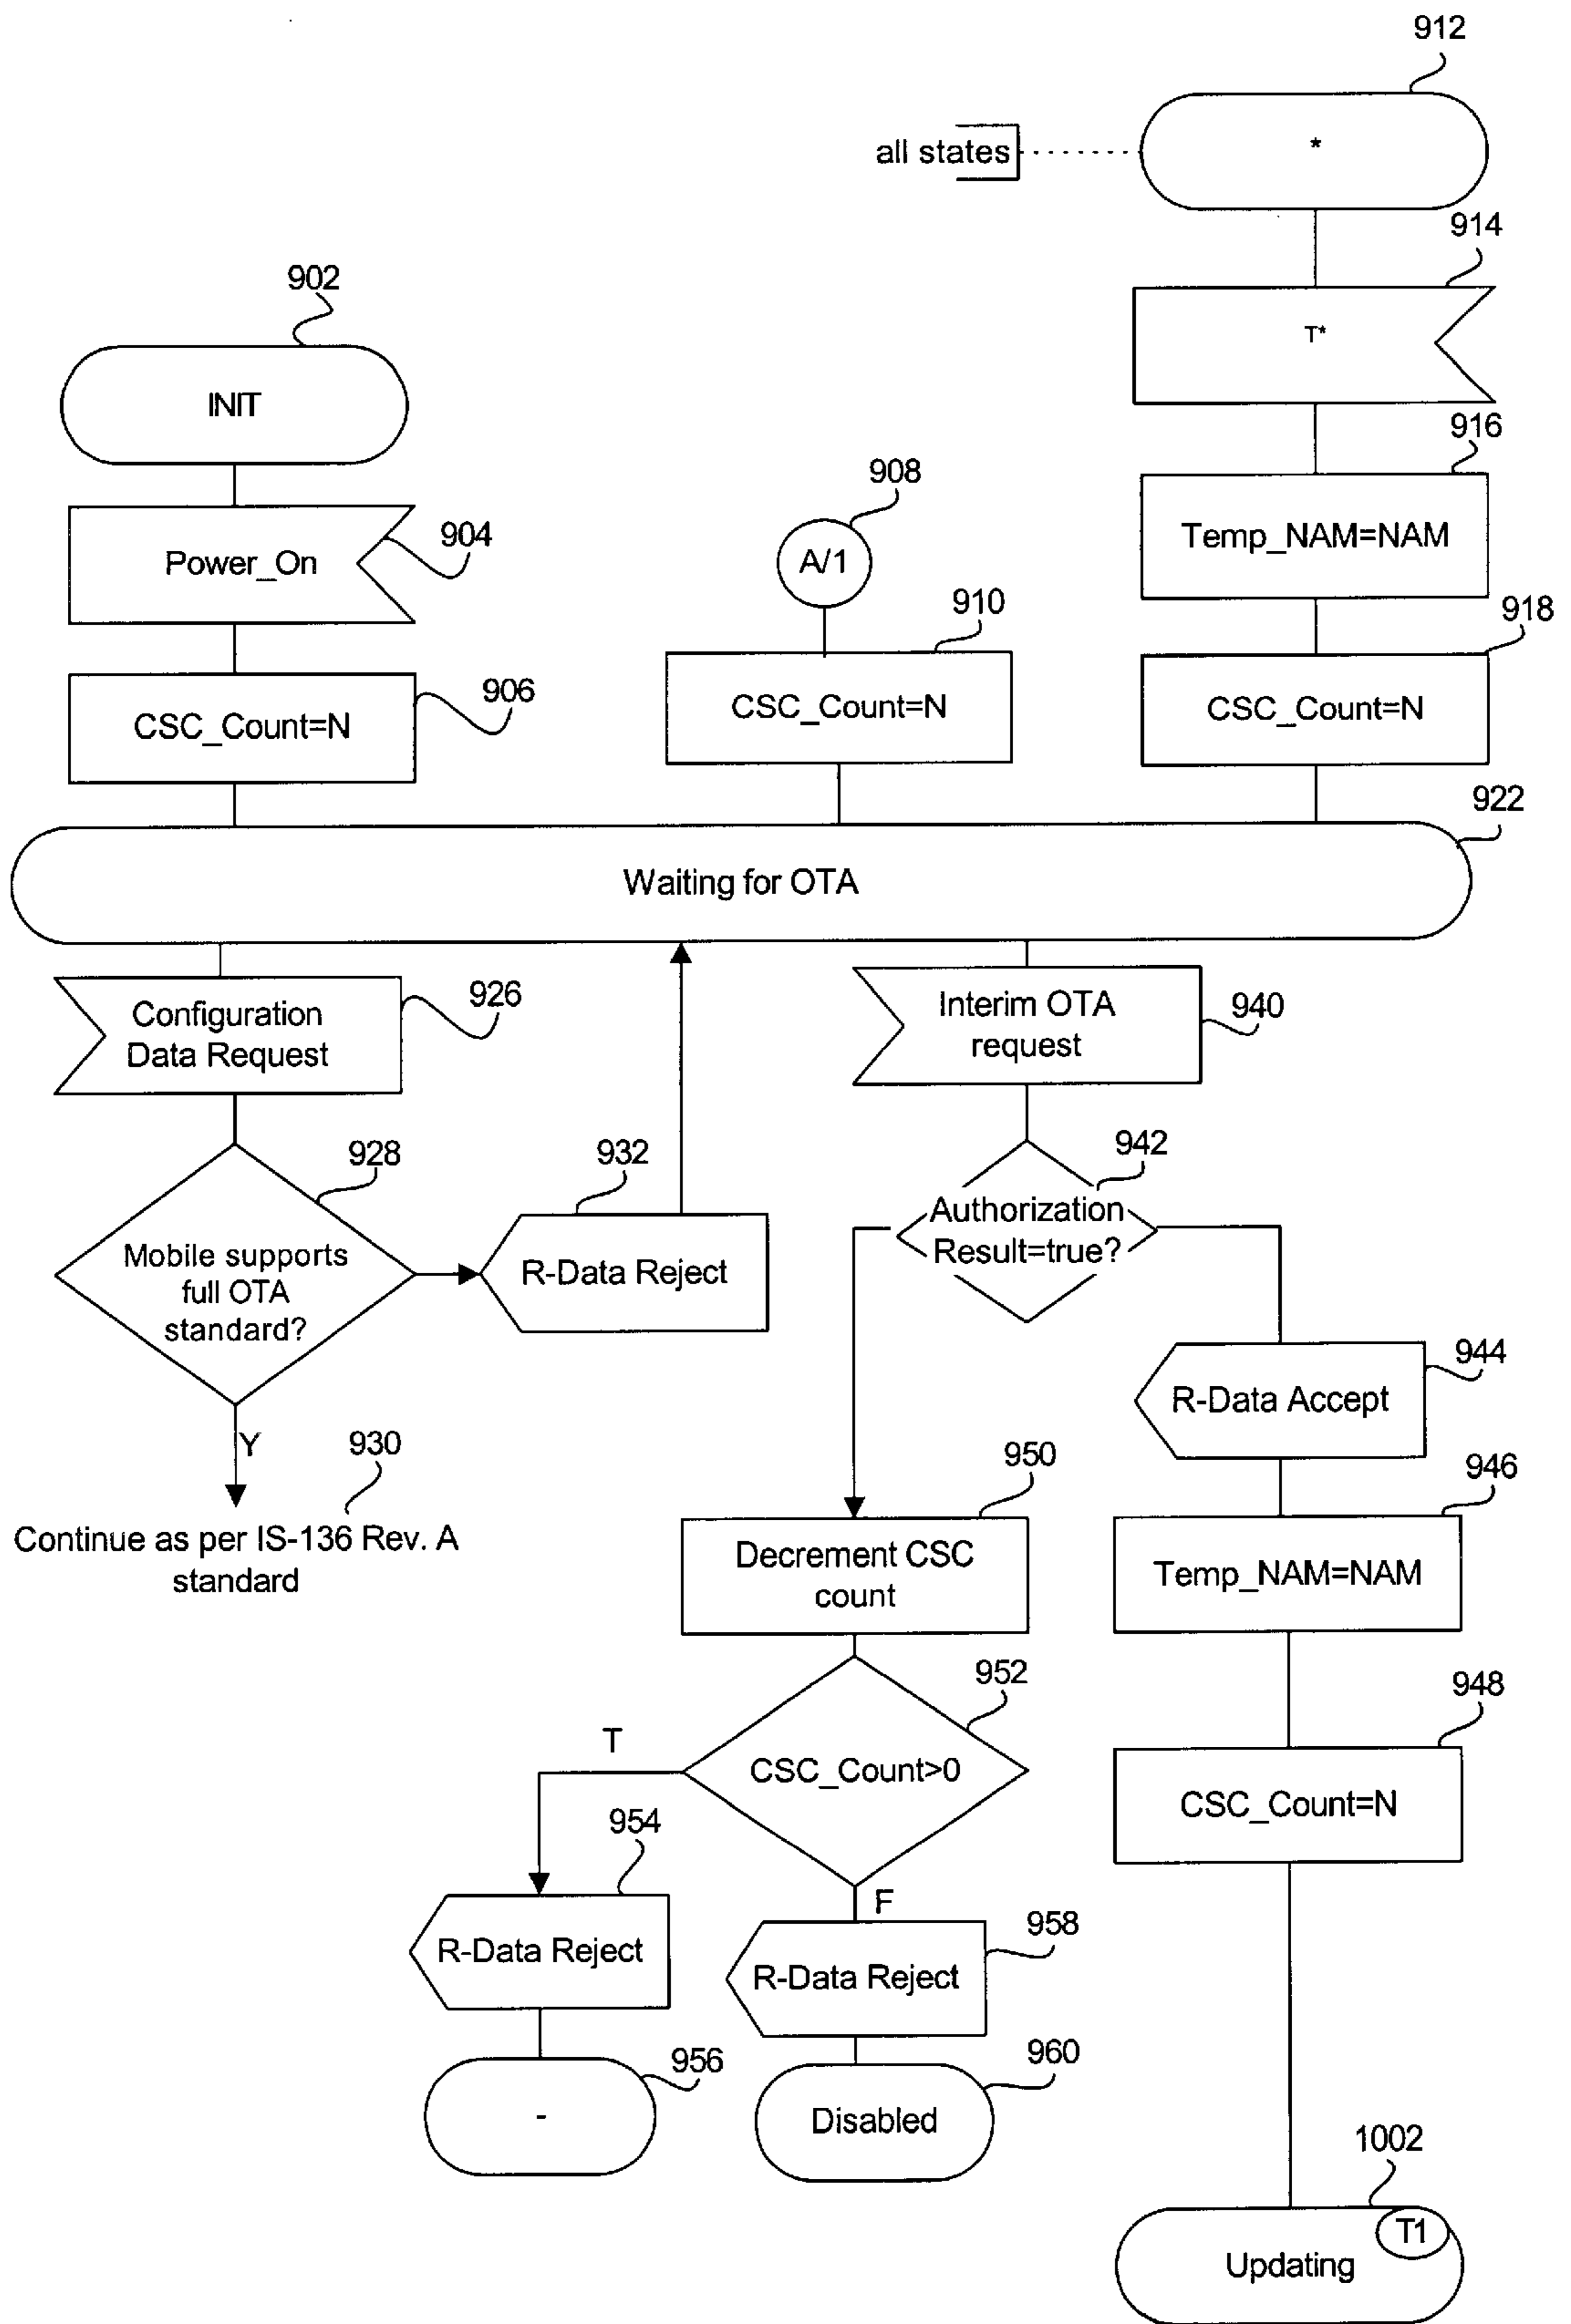 912
*
all states
914
T*
902
INIT
916
Temp_NAM=NAM
904
Power_On
908
A/1
910
918
906
CSC_Count=N
CSC_Count=N
CSC_Count=N
922
Waiting for OTA
926
Configuration
Data Request
940
Interim OTA
request
928
Mobile supports
full OTA
standard?
932
R-Data Reject
942
Authorization
Result=true?
944
R-Data Accept
Y
930
Continue as per IS-136 Rev. A
standard
950
Decrement CSC
count
946
Temp_NAM=NAM
952
CSC_Count>0
T
948
CSC_Count=N
954
R-Data Reject
F
958
R-Data Reject
956
-
960
Disabled
1002
T1
Updating